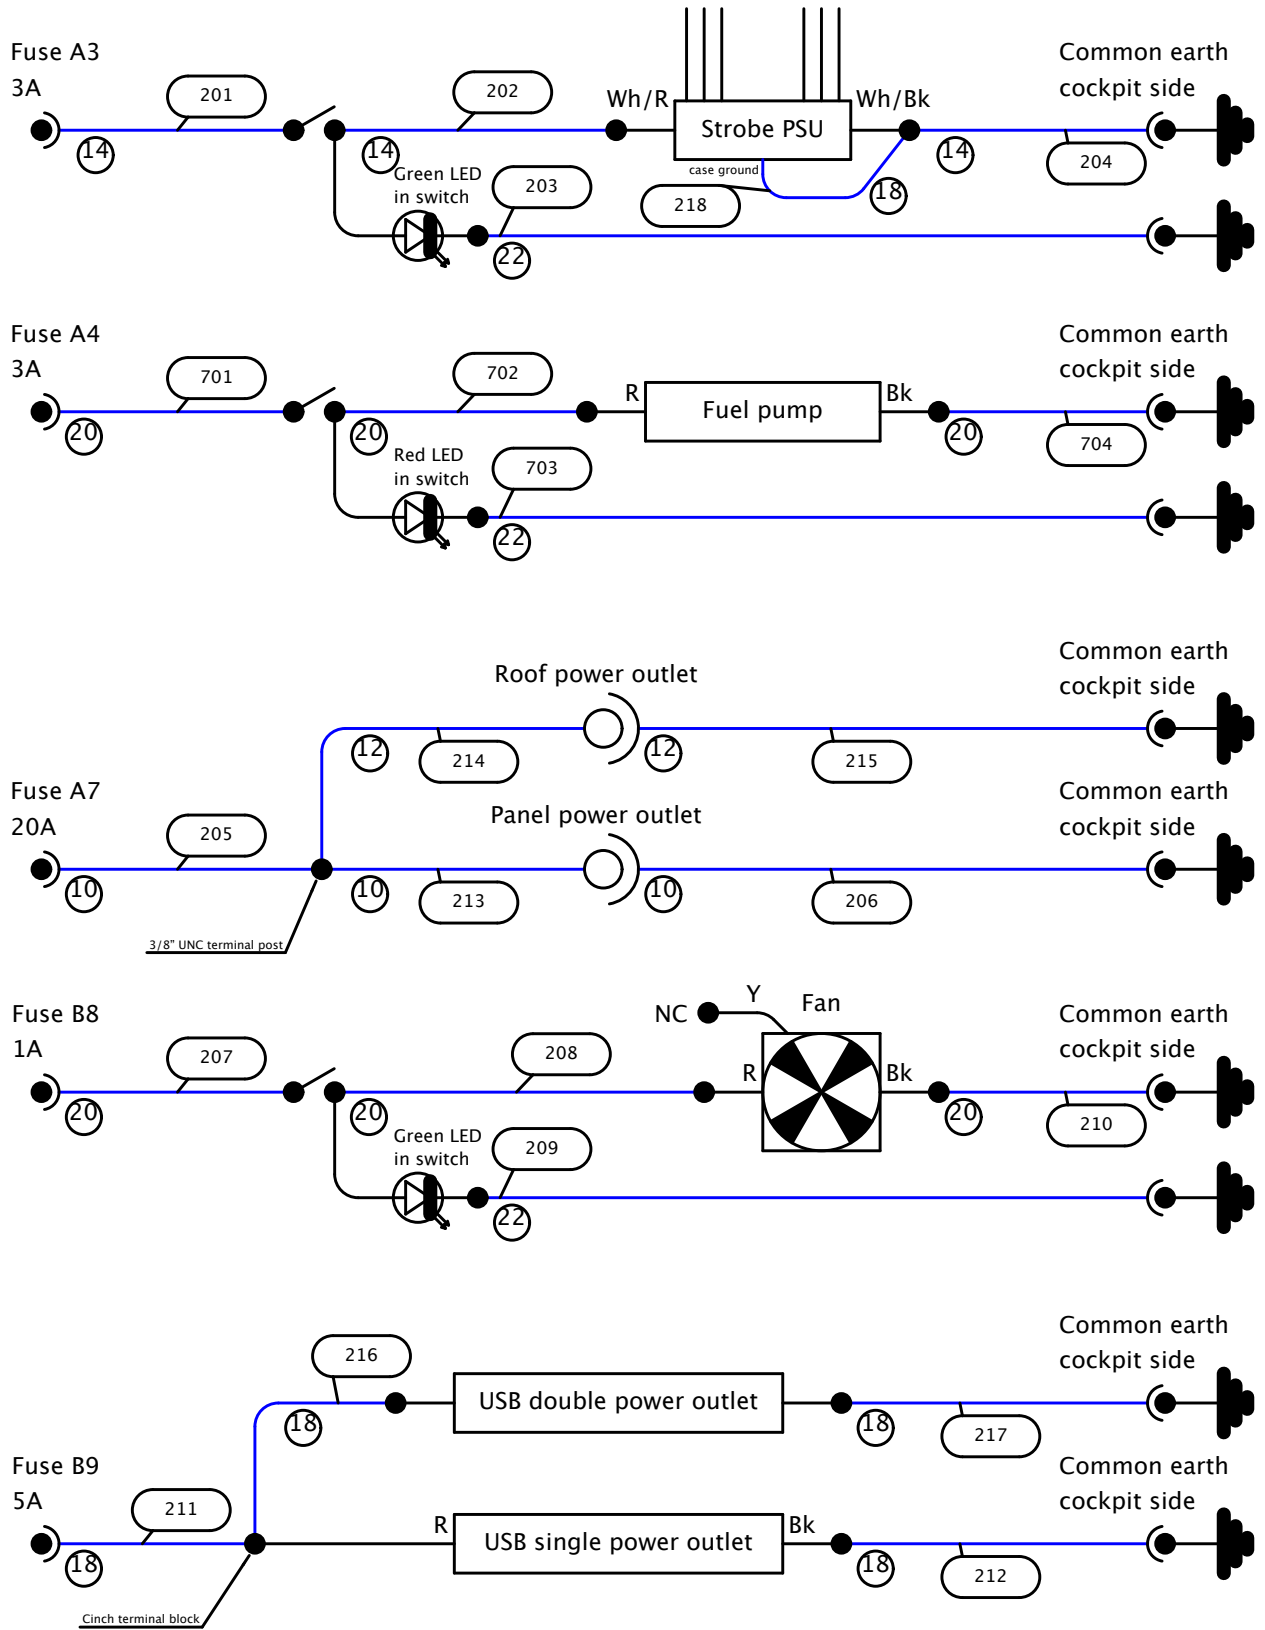 Fuse A3
3A
201
14
202
14
Wh/R
Strobe PSU
Wh/Bk
case ground
218
18
14
204
Common earth
cockpit side
Green LED
in switch
203
22
Fuse A4
3A
701
20
702
20
R
Fuel pump
Bk
20
704
Common earth
cockpit side
Red LED
in switch
703
22
Roof power outlet
12
214
12
215
Common earth
cockpit side
Fuse A7
20A
205
10
Panel power outlet
10
213
10
206
Common earth
cockpit side
3/8" UNC terminal post
Fuse B8
1A
207
20
208
20
NC
Y
Fan
R
Bk
20
210
Common earth
cockpit side
Green LED
in switch
209
22
216
18
USB double power outlet
18
217
Common earth
cockpit side
Fuse B9
5A
211
18
R
USB single power outlet
Bk
18
212
Common earth
cockpit side
Cinch terminal block